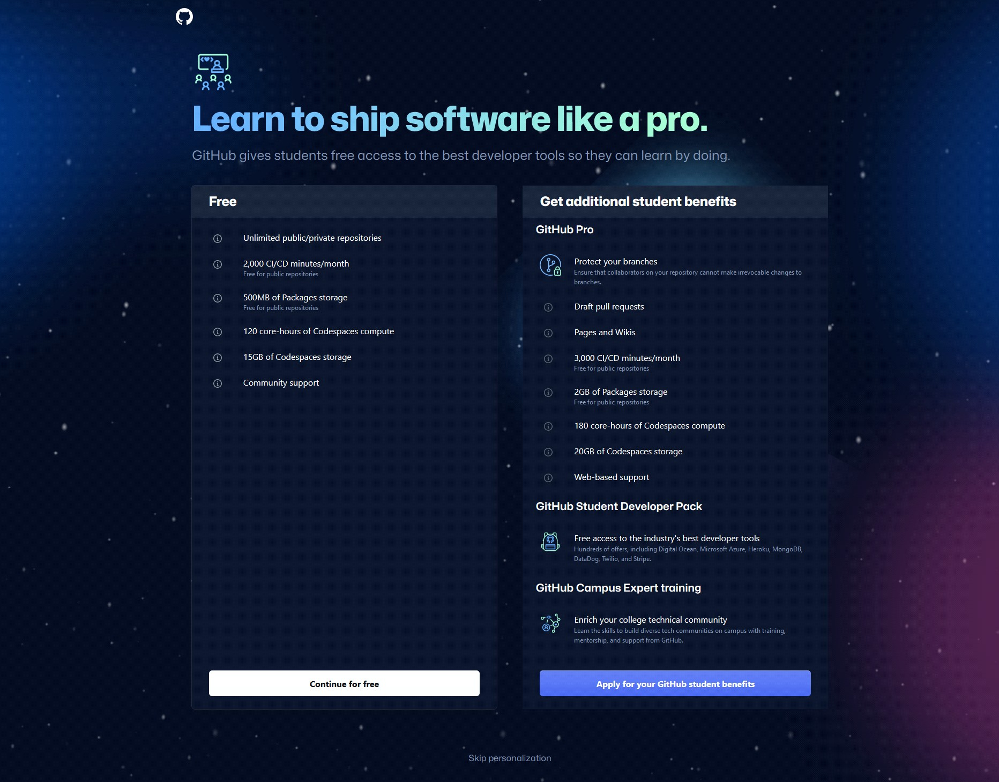 Learn to ship software like a pro.
GitHub gives students free access to the best developer tools so they can learn by doing.
Free
Unlimited public/private repositories
2,000 CI/CD minutes/month
Free for public repositories
500MB of Packages storage
Free for public repositories
120 core-hours of Codespaces compute
15GB of Codespaces storage
Community support
Continue for free
Get additional student benefits
GitHub Pro
Protect your branches
Ensure that collaborators on your repository cannot make irrevocable changes to
branches.
Draft pull requests
Pages and Wikis
3,000 CI/CD minutes/month
Free for public repositories
2GB of Packages storage
Free for public repositories
180 core-hours of Codespaces compute
20GB of Codespaces storage
Web-based support
GitHub Student Developer Pack
Free access to the industry's best developer tools
Hundreds of offers, including Digital Ocean, Microsoft Azure, Heroku, MongoDB,
DataDog, Twilio, and Stripe.
GitHub Campus Expert training
Enrich your college technical community
Learn the skills to build diverse tech communities on campus with training,
mentorship, and support from GitHub.
Apply for your GitHub student benefits
Skip personalization